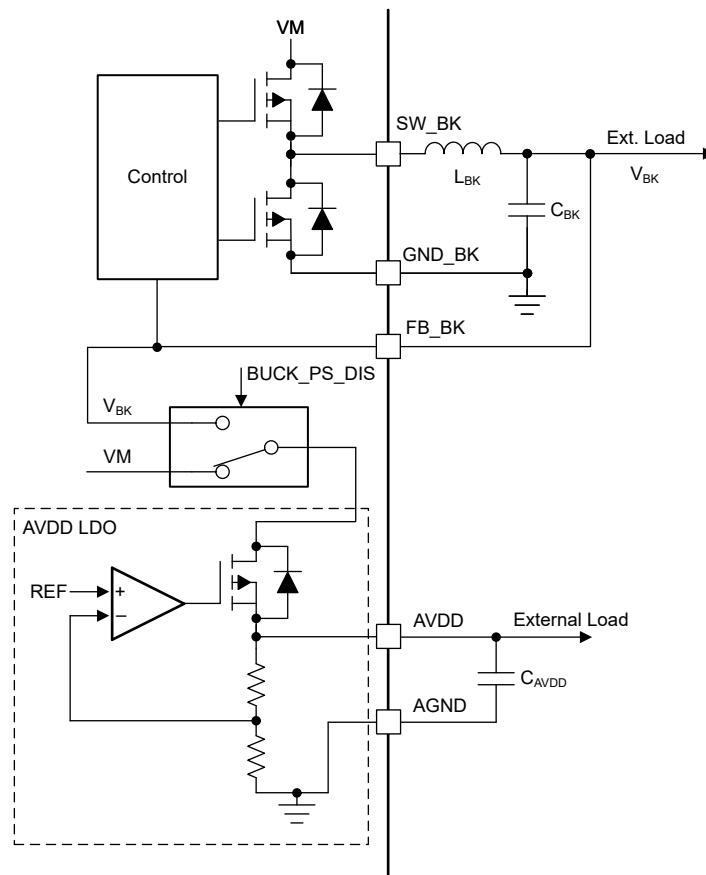 VM
SW_BK
Ext. Load
Control
L_BK
V_BK
C_BK
GND_BK
FB_BK
BUCK_PS_DIS
V_BK
VM
AVDD LDO
REF
+
−
AVDD
External Load
C_AVDD
AGND